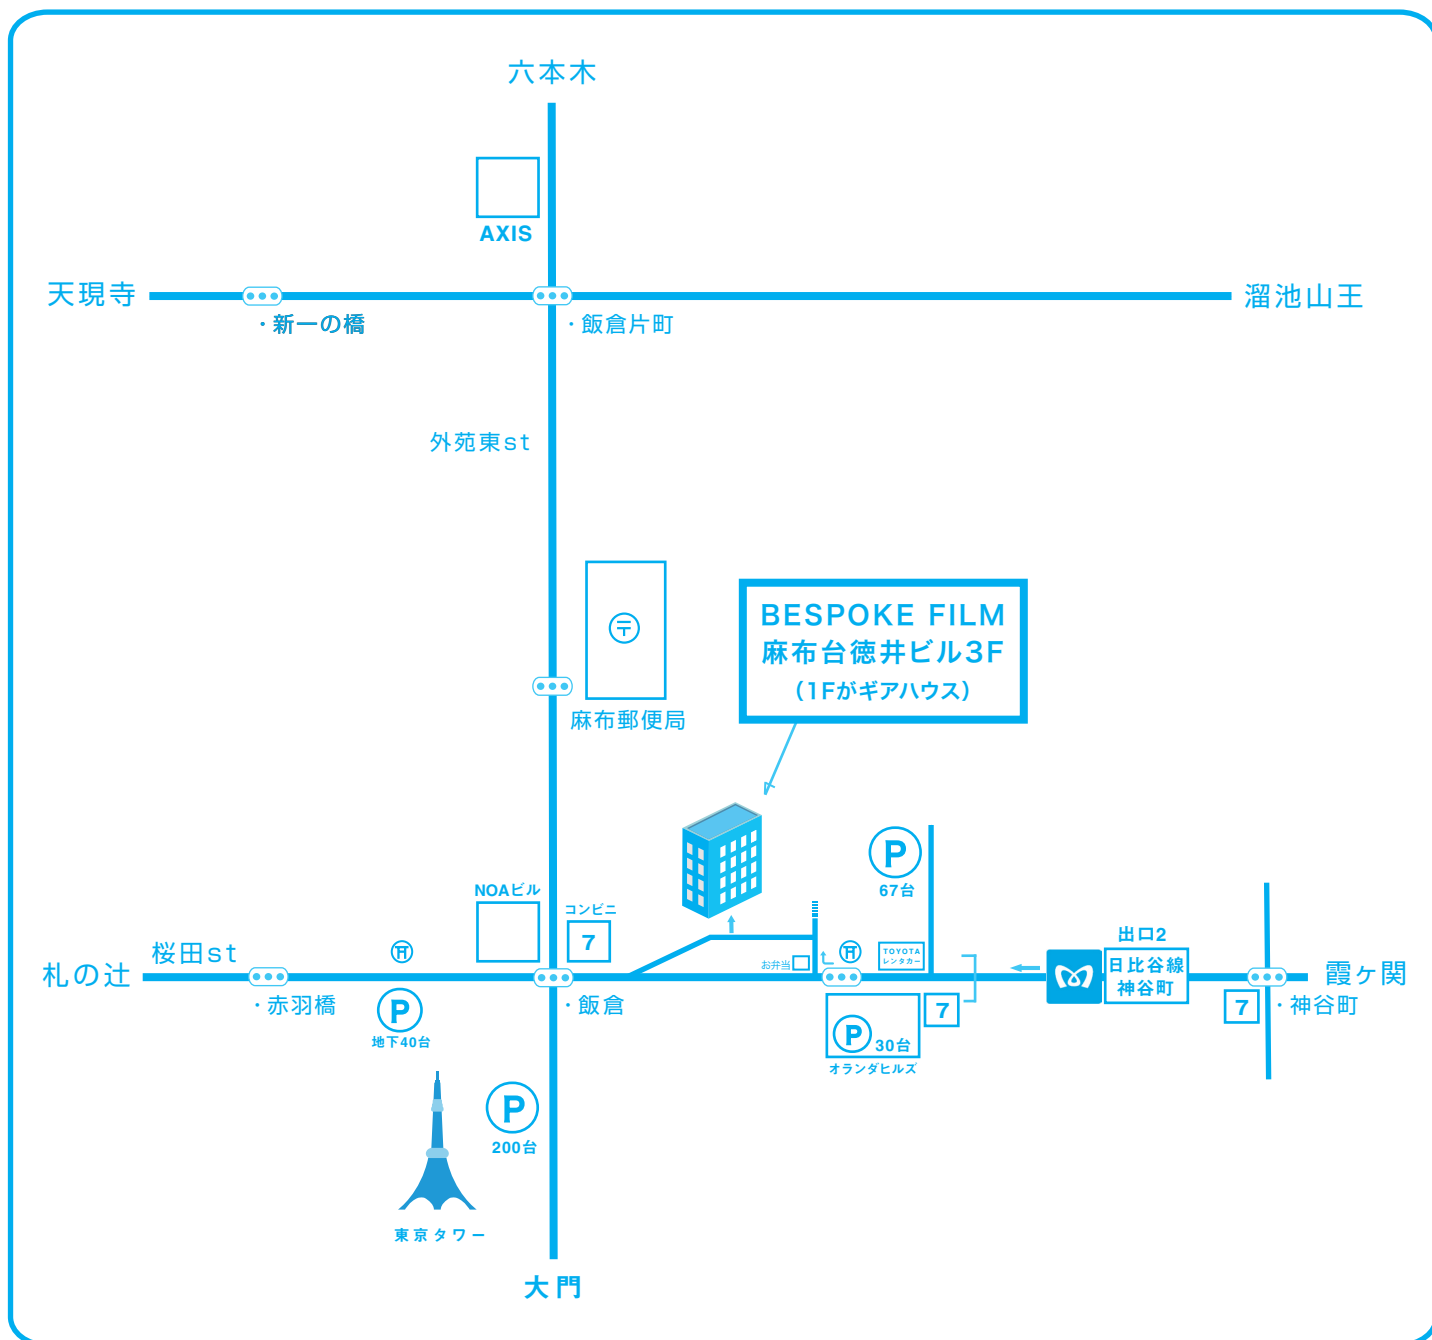 六本木
AXIS
天現寺
溜池山王
・新一の橋
・飯倉片町
外苑東st
〒
麻布郵便局
BESPOKE FILM
麻布台徳井ビル3F
(1Fがギアハウス)
P
67台
NOAビル
コンビニ
7
桜田st
札の辻
お弁当
TOYOTA
レンタカー
出口2
日比谷線
神谷町
霞ヶ関
・赤羽橋
・飯倉
7
7
・神谷町
P
地下40台
P
30台
オランダヒルズ
P
200台
東京タワー
大門